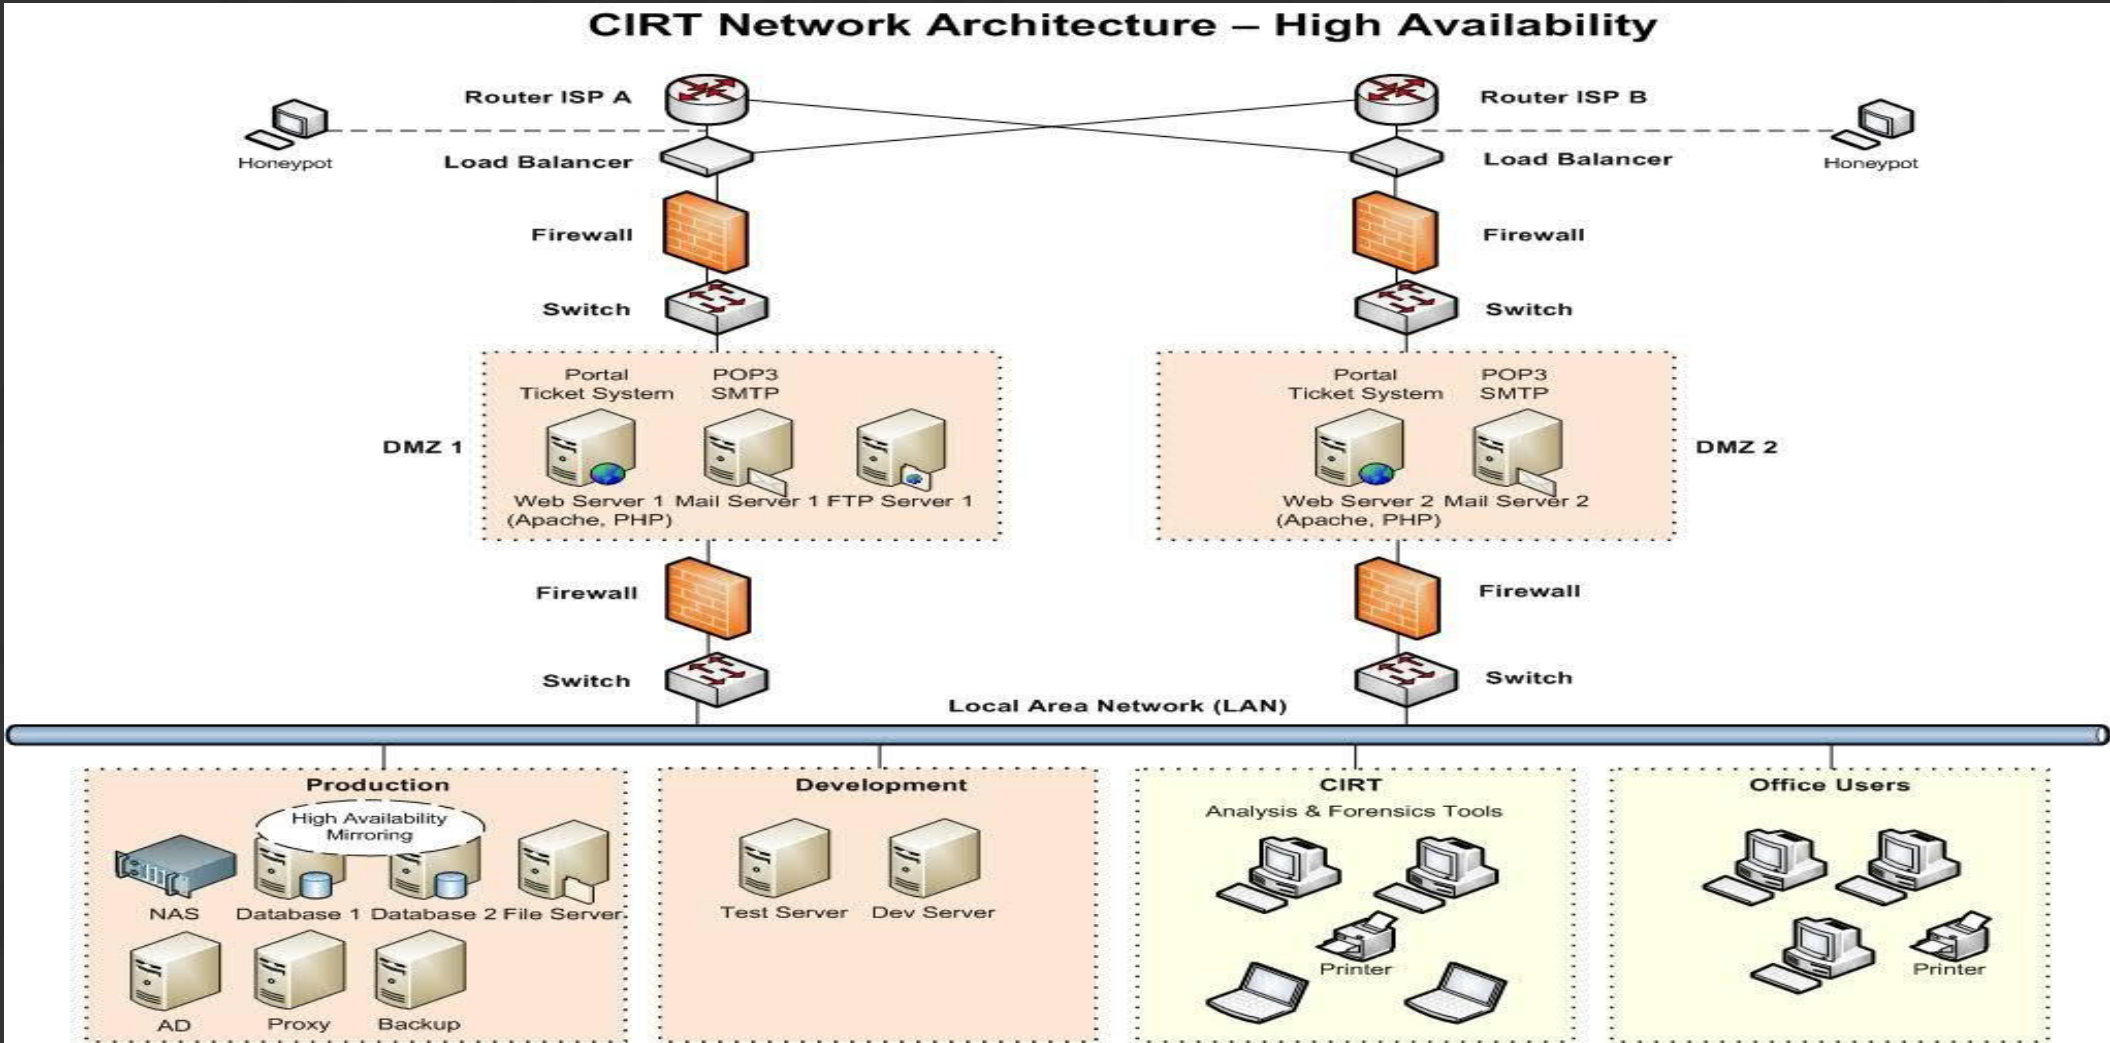 CIRT Network Architecture – High Availability
Router ISP A
Router ISP B
Honeypot
Load Balancer
Load Balancer
Honeypot
Firewall
Firewall
Switch
Switch
DMZ 1
Portal
Ticket System
POP3
SMTP
Web Server 1
(Apache, PHP)
Mail Server 1
FTP Server 1
Portal
Ticket System
POP3
SMTP
Web Server 2
(Apache, PHP)
Mail Server 2
DMZ 2
Firewall
Firewall
Switch
Switch
Local Area Network (LAN)
Production
High Availability
Mirroring
NAS
Database 1
Database 2
File Server
AD
Proxy
Backup
Development
Test Server
Dev Server
CIRT
Analysis & Forensics Tools
Printer
Office Users
Printer